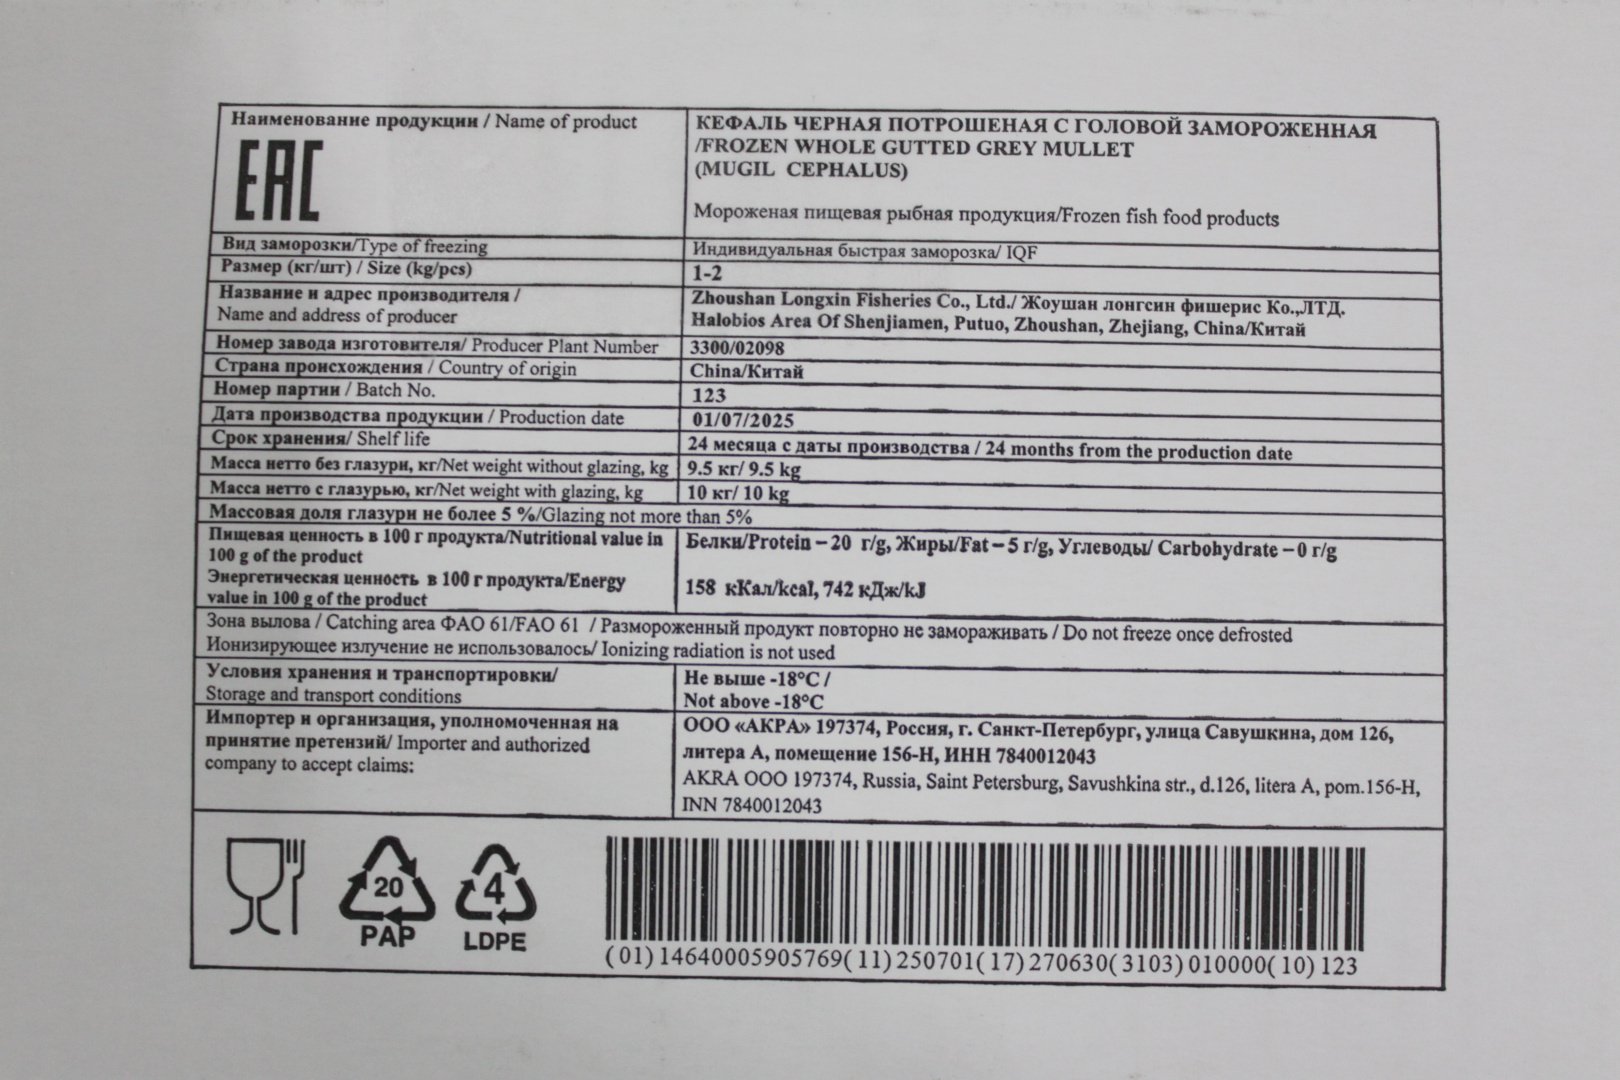 Наименование продукции / Name of product
EAC
КЕФАЛЬ ЧЕРНАЯ ПОТРОШЕНАЯ С ГОЛОВОЙ ЗАМОРОЖЕННАЯ
/FROZEN WHOLE GUTTED GREY MULLET
(MUGIL CEPHALUS)
Мороженая пищевая рыбная продукция/Frozen fish food products
Вид заморозки/Type of freezing
Индивидуальная быстрая заморозка/ IQF
Размер (кг/шт) / Size (kg/pcs)
1-2
Название и адрес производителя /
Name and address of producer
Zhoushan Longxin Fisheries Co., Ltd./ Жоушан лонгсин фишерис Ко.,ЛТД.
Halobios Area Of Shenjiamen, Putuo, Zhoushan, Zhejiang, China/Китай
Номер завода изготовителя/ Producer Plant Number
3300/02098
Страна происхождения / Country of origin
China/Китай
Номер партии / Batch No.
123
Дата производства продукции / Production date
01/07/2025
Срок хранения/ Shelf life
24 месяца с даты производства / 24 months from the production date
Масса нетто без глазури, кг/Net weight without glazing, kg
9.5 кг/ 9.5 kg
Масса нетто с глазурью, кг/Net weight with glazing, kg
10 кг/ 10 kg
Массовая доля глазури не более 5 %/Glazing not more than 5%
Пищевая ценность в 100 г продукта/Nutritional value in
100 g of the product
Энергетическая ценность в 100 г продукта/Energy
value in 100 g of the product
Белки/Protein – 20 г/g, Жиры/Fat – 5 г/g, Углеводы/ Carbohydrate – 0 г/g
158 кКал/kcal, 742 кДж/kJ
Зона вылова / Catching area ФАО 61/FAO 61 / Размороженный продукт повторно не замораживать / Do not freeze once defrosted
Ионизирующее излучение не использовалось/ Ionizing radiation is not used
Условия хранения и транспортировки/
Storage and transport conditions
Не выше -18°C /
Not above -18°C
Импортер и организация, уполномоченная на
принятие претензий/ Importer and authorized
company to accept claims:
ООО «АКРА» 197374, Россия, г. Санкт-Петербург, улица Савушкина, дом 126,
литера А, помещение 156-Н, ИНН 7840012043
AKRA OOO 197374, Russia, Saint Petersburg, Savushkina str., d.126, litera A, pom.156-H,
INN 7840012043
20
PAP
4
LDPE
(01)14640005905769(11)250701(17)270630(3103)010000(10)123